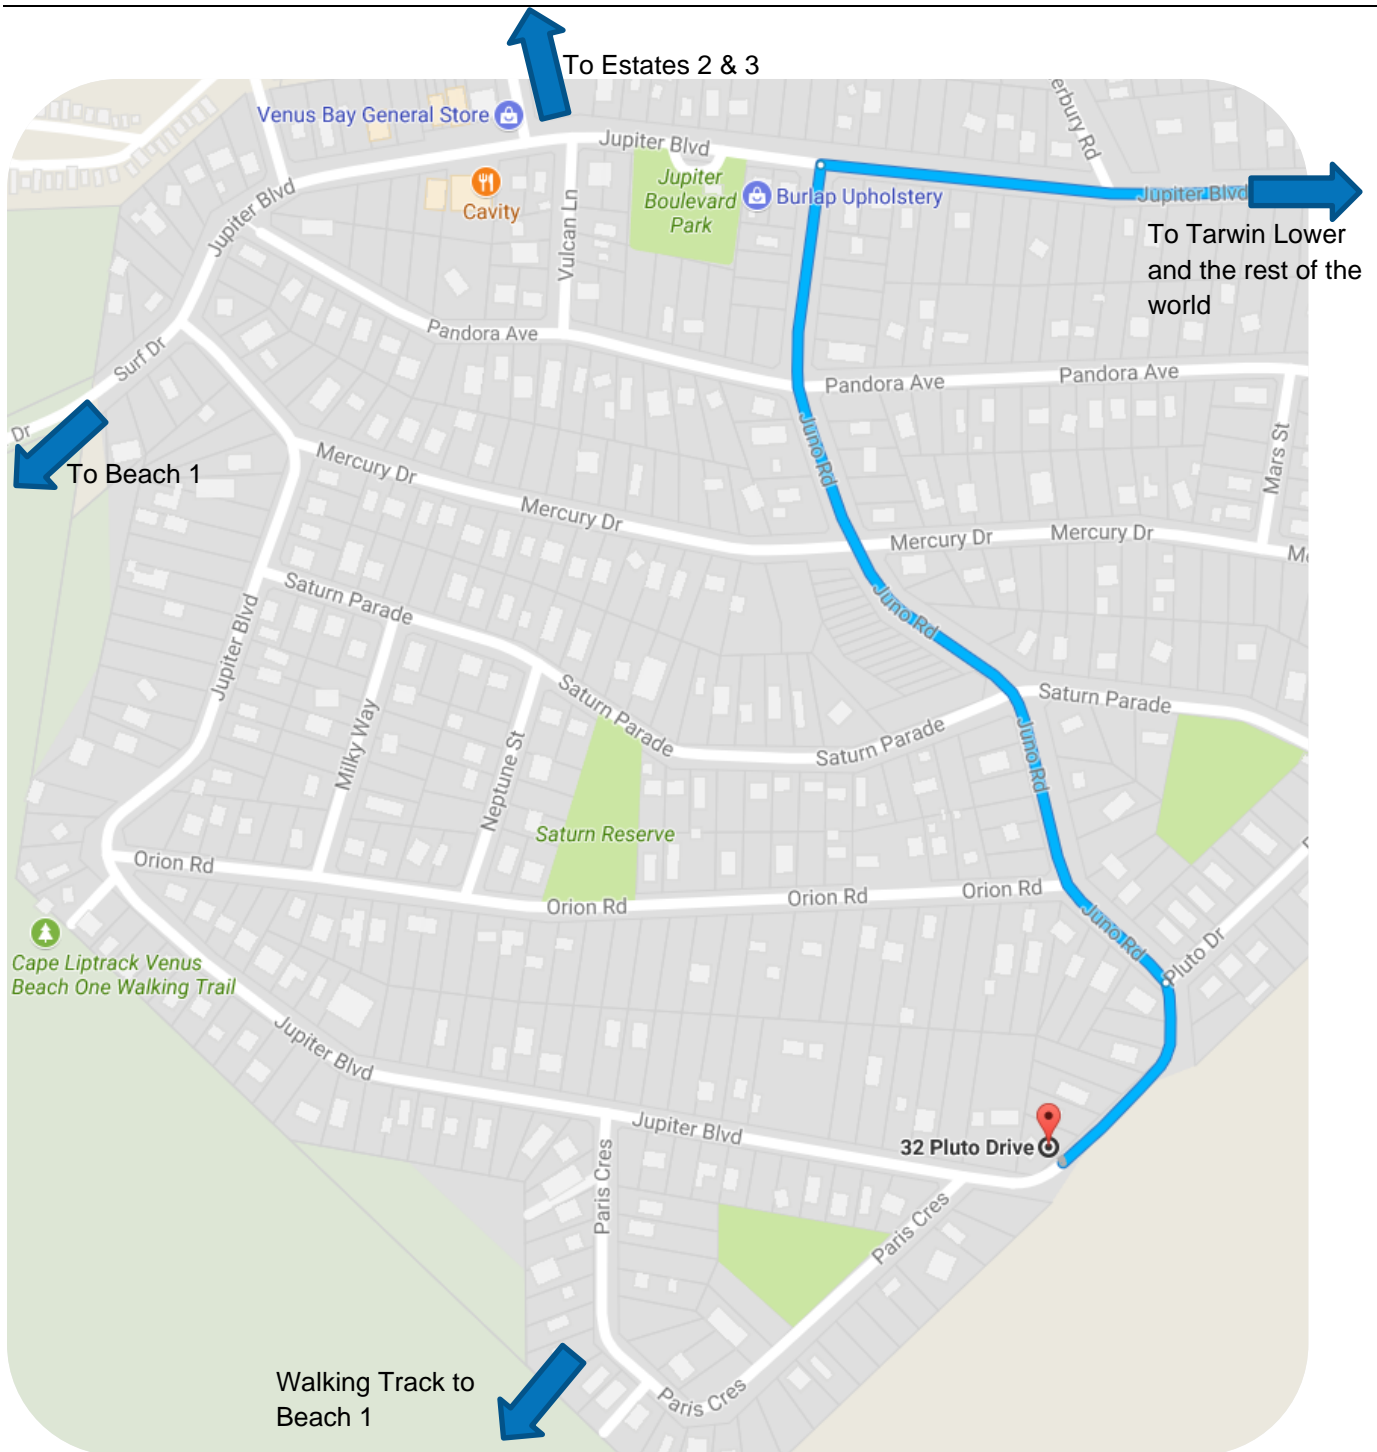 To Estates 2 & 3
Venus Bay General Store
Jupiter Blvd
erbury Rd
Jupiter
Boulevard
Park
Burlap Upholstery
Jupiter Blvd
Cavity
Vulcan Ln
Jupiter Blvd
To Tarwin Lower
and the rest of the
world
Surf Dr
Pandora Ave
Pandora Ave
Pandora Ave
Dr
To Beach 1
Mercury Dr
Juno Rd
Mars St
Mercury Dr
Mercury Dr
Mercury Dr
Saturn Parade
Juno Rd
Jupiter Blvd
Saturn Parade
Saturn Parade
Milky Way
Neptune St
Saturn Parade
Juno Rd
Saturn Reserve
Orion Rd
Orion Rd
Orion Rd
Orion Rd
Juno Rd
Pluto Dr
Cape Liptrack Venus
Beach One Walking Trail
Jupiter Blvd
Jupiter Blvd
32 Pluto Drive
Paris Cres
Paris Cres
Walking Track to
Beach 1
Paris Cres